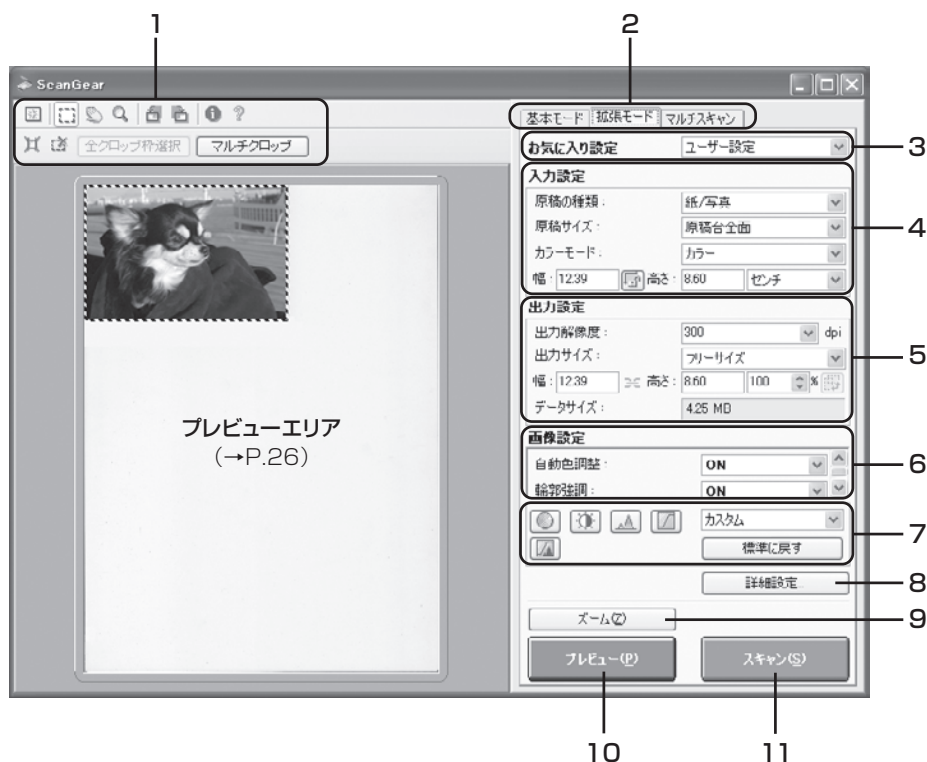 1
2
ScanGear
基本モード 拡張モード マルチスキャン
全クロップ枠選択 マルチクロップ
お気に入り設定 ユーザー設定
3
入力設定
原稿の種類 : 紙/写真
原稿サイズ : 原稿台全面
4
カラーモード : カラー
幅 : 12.39 高さ : 8.60 センチ
出力設定
出力解像度 : 300 dpi
出力サイズ : フリーサイズ
5
幅 : 12.39 高さ : 8.60 100 %
データサイズ : 4.25 MB
プレビューエリア
(→P.26)
画像設定
自動色調整 : ON
6
輪郭強調 : ON
カスタム
7
標準に戻す
詳細設定...
8
ズーム(Z)
9
プレビュー(P) スキャン(S)
10
11